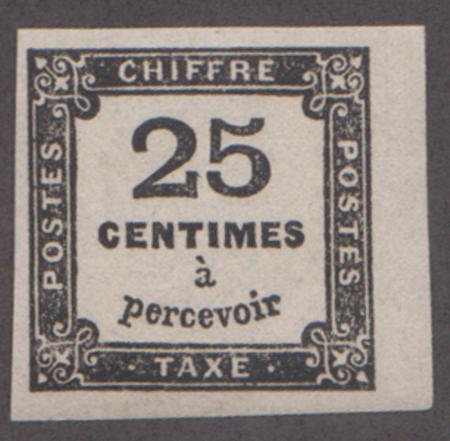 CHIFFRE
POSTES
25
CENTIMES
à
percevoir
POSTES
· TAXE ·